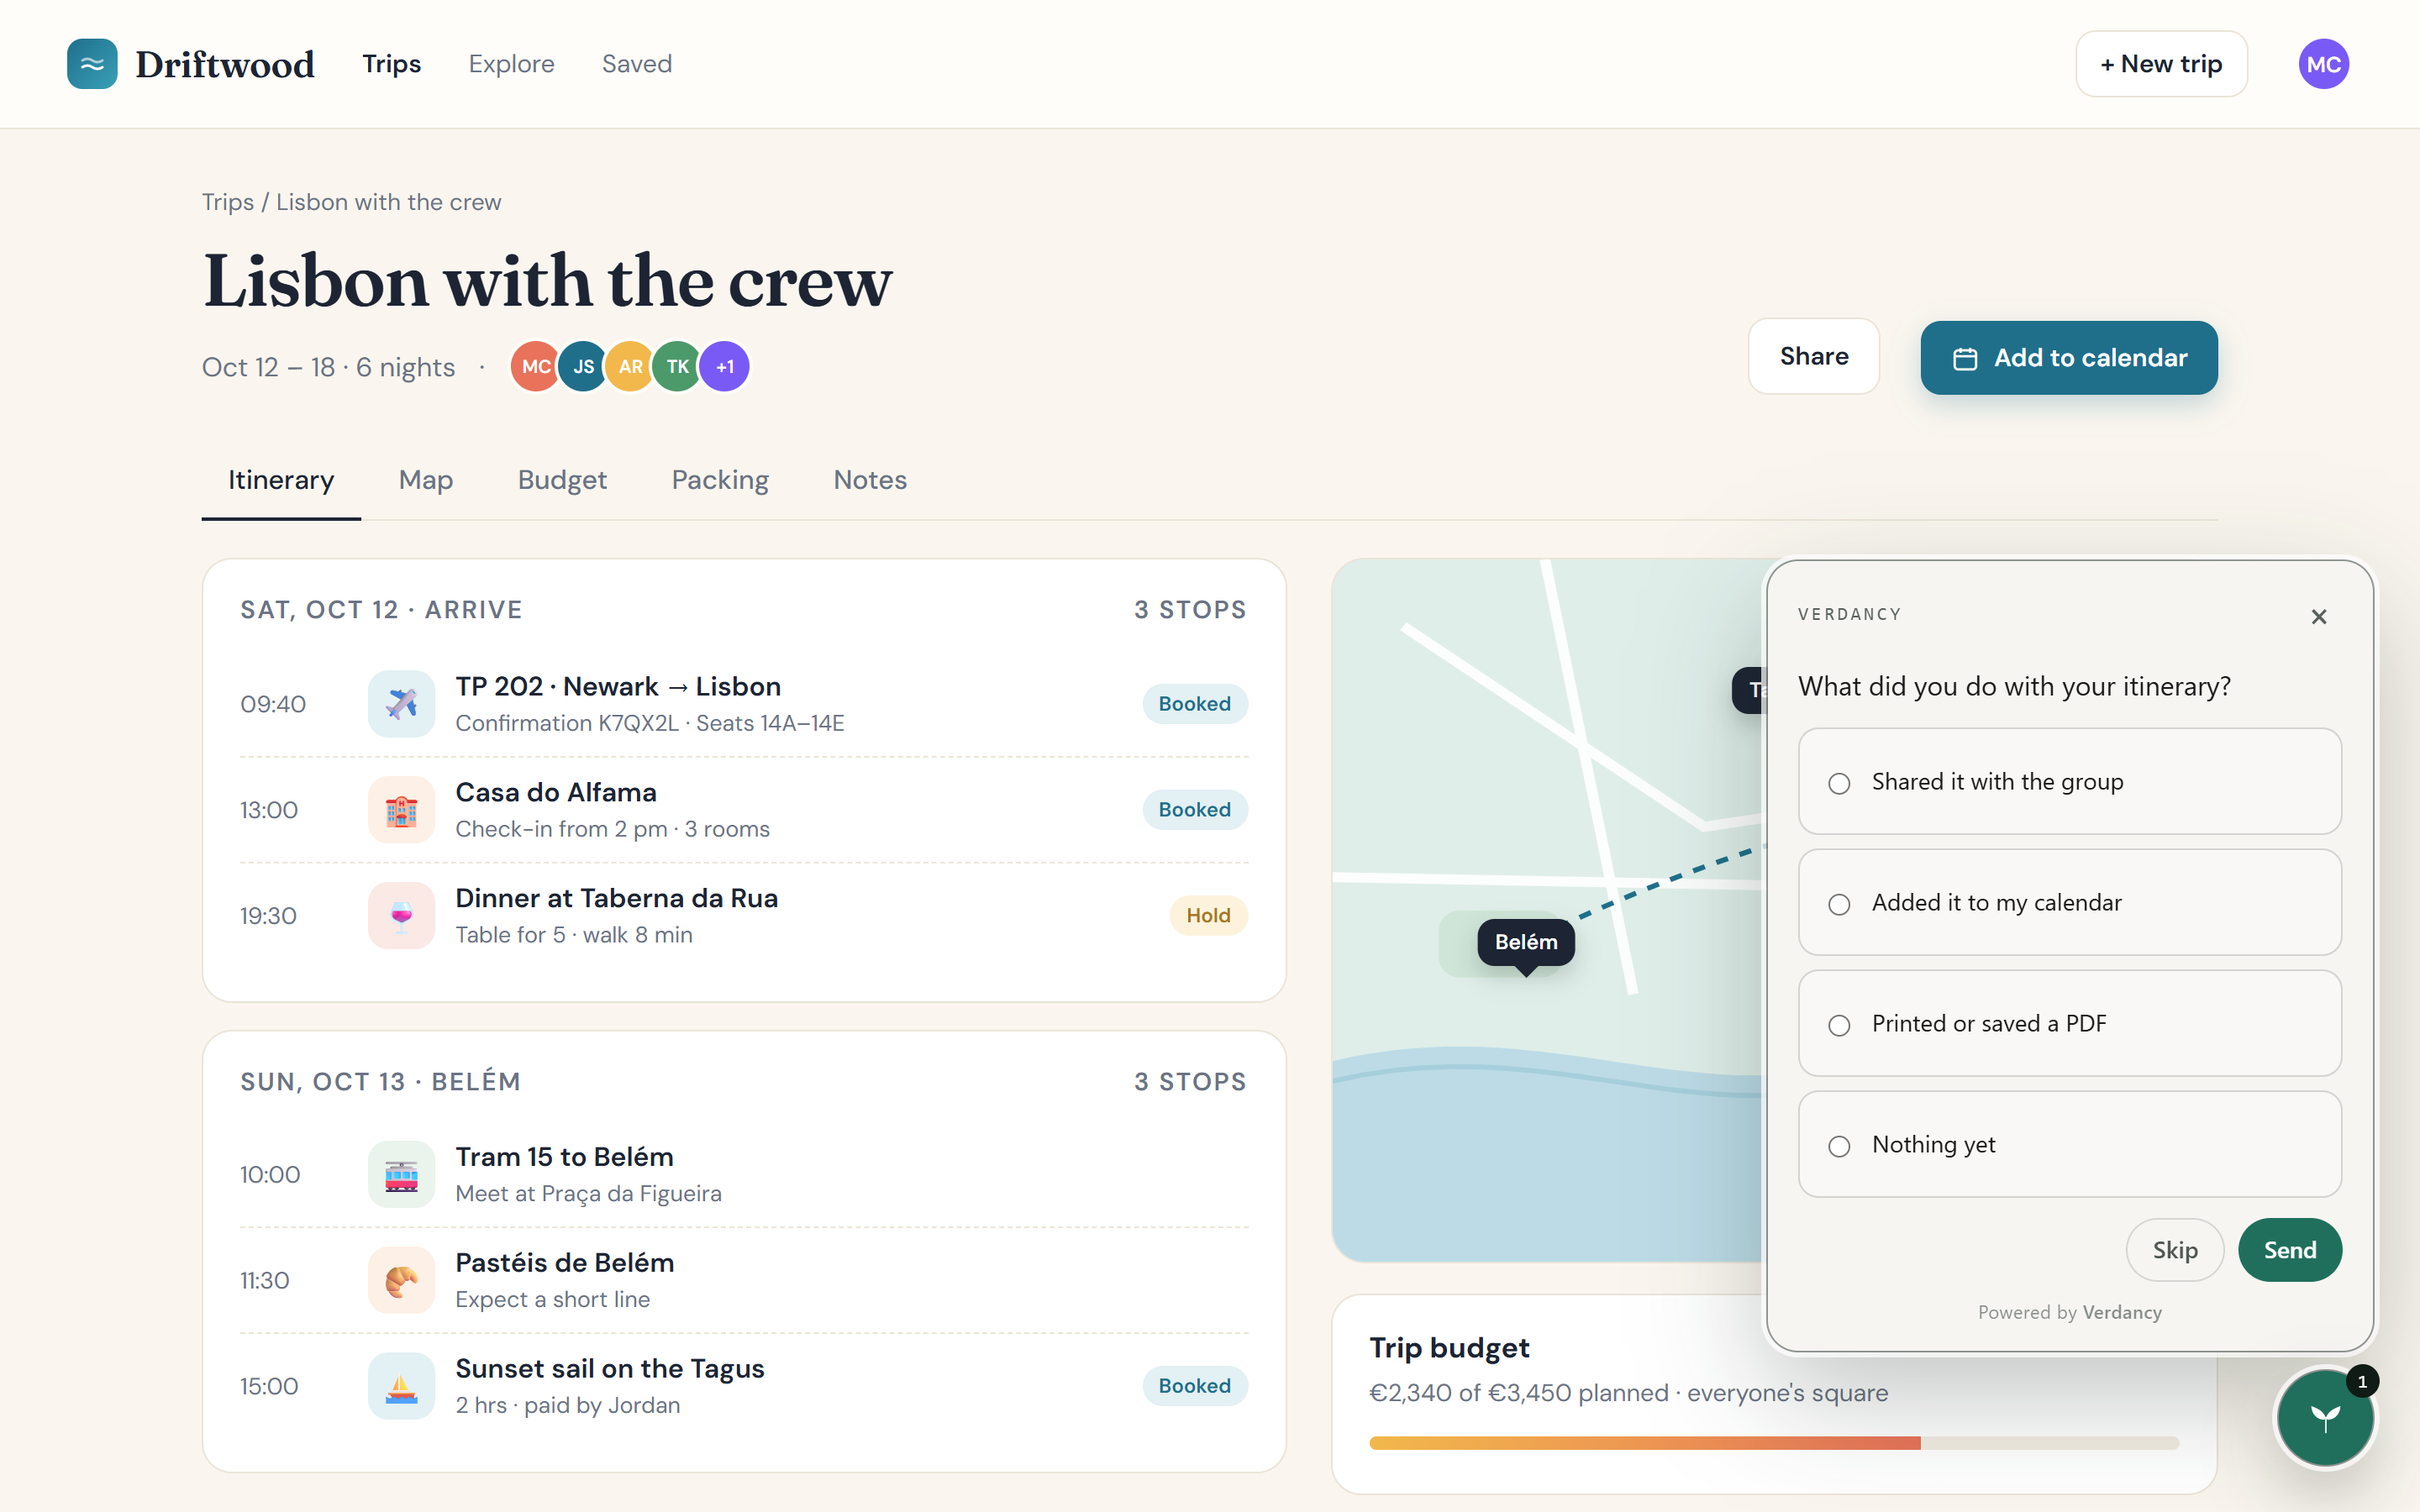 Driftwood
Trips
Explore
Saved
+ New trip
MC
Trips / Lisbon with the crew
Lisbon with the crew
Oct 12 – 18 · 6 nights ·
MC
JS
AR
TK
+1
Share
Add to calendar
Itinerary
Map
Budget
Packing
Notes
SAT, OCT 12 · ARRIVE
3 STOPS
09:40
TP 202 · Newark → Lisbon
Confirmation K7QX2L · Seats 14A–14E
Booked
13:00
Casa do Alfama
Check-in from 2 pm · 3 rooms
Booked
19:30
Dinner at Taberna da Rua
Table for 5 · walk 8 min
Hold
SUN, OCT 13 · BELÉM
3 STOPS
10:00
Tram 15 to Belém
Meet at Praça da Figueira
11:30
Pastéis de Belém
Expect a short line
15:00
Sunset sail on the Tagus
2 hrs · paid by Jordan
Booked
Belém
Trip budget
€2,340 of €3,450 planned · everyone's square
VERDANCY
What did you do with your itinerary?
Shared it with the group
Added it to my calendar
Printed or saved a PDF
Nothing yet
Skip
Send
Powered by Verdancy
1